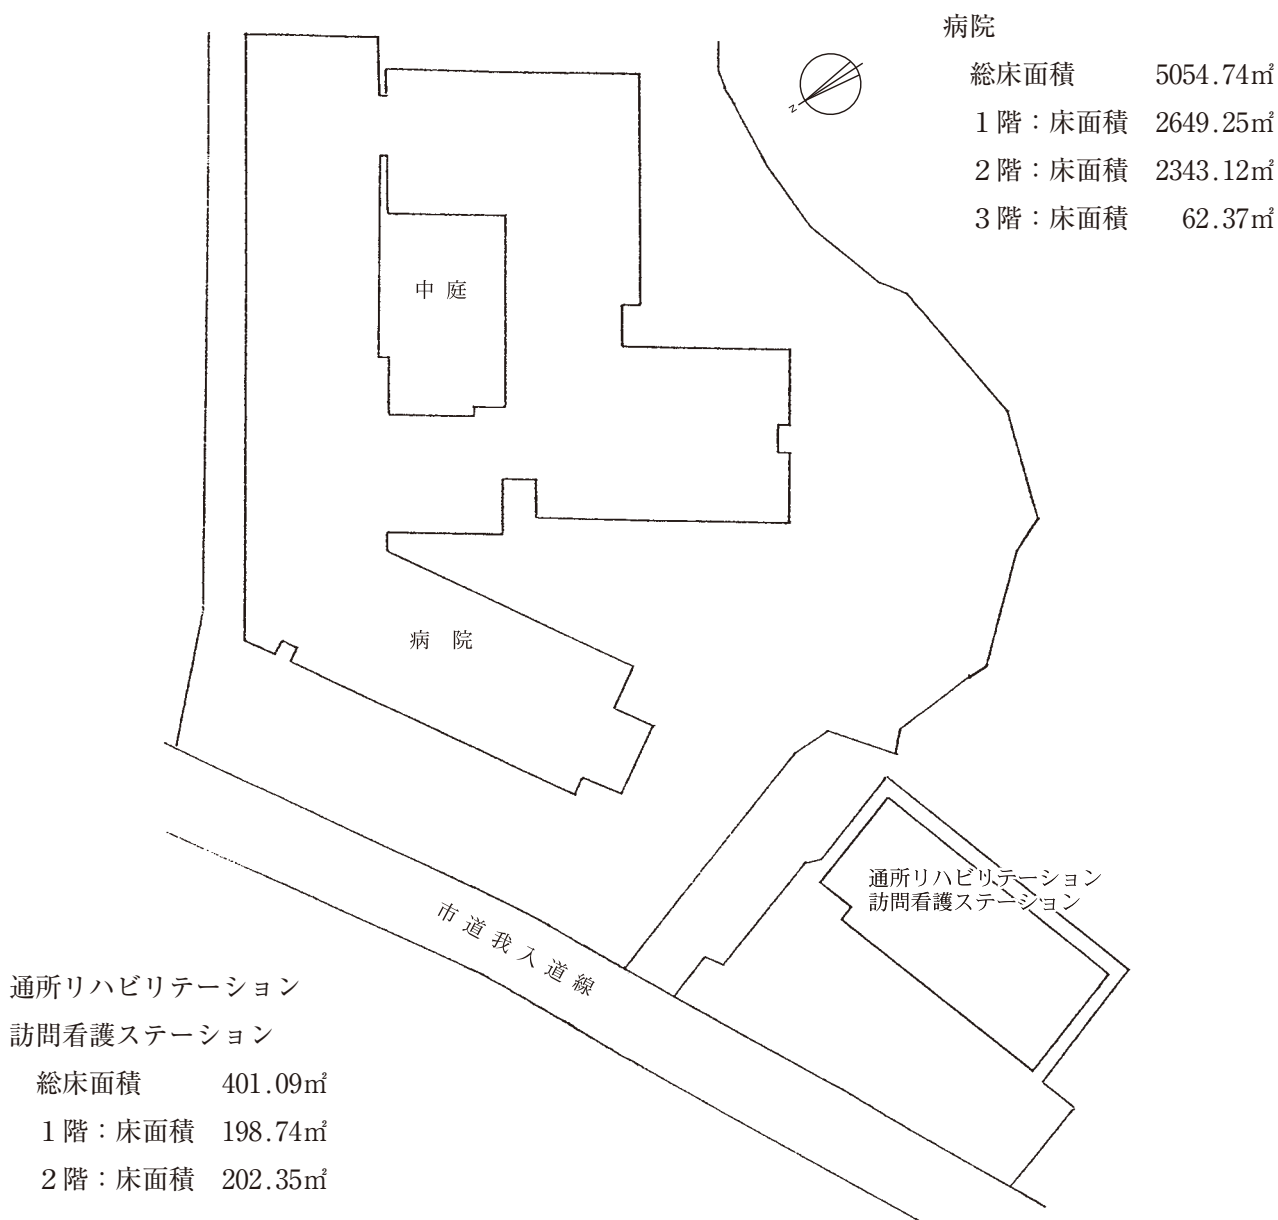 病院
総床面積 5054.74㎡
1階：床面積 2649.25㎡
2階：床面積 2343.12㎡
3階：床面積 62.37㎡
N
中庭
病院
通所リハビリテーション
訪問看護ステーション
市道我入道線
通所リハビリテーション
訪問看護ステーション
総床面積 401.09㎡
1階：床面積 198.74㎡
2階：床面積 202.35㎡